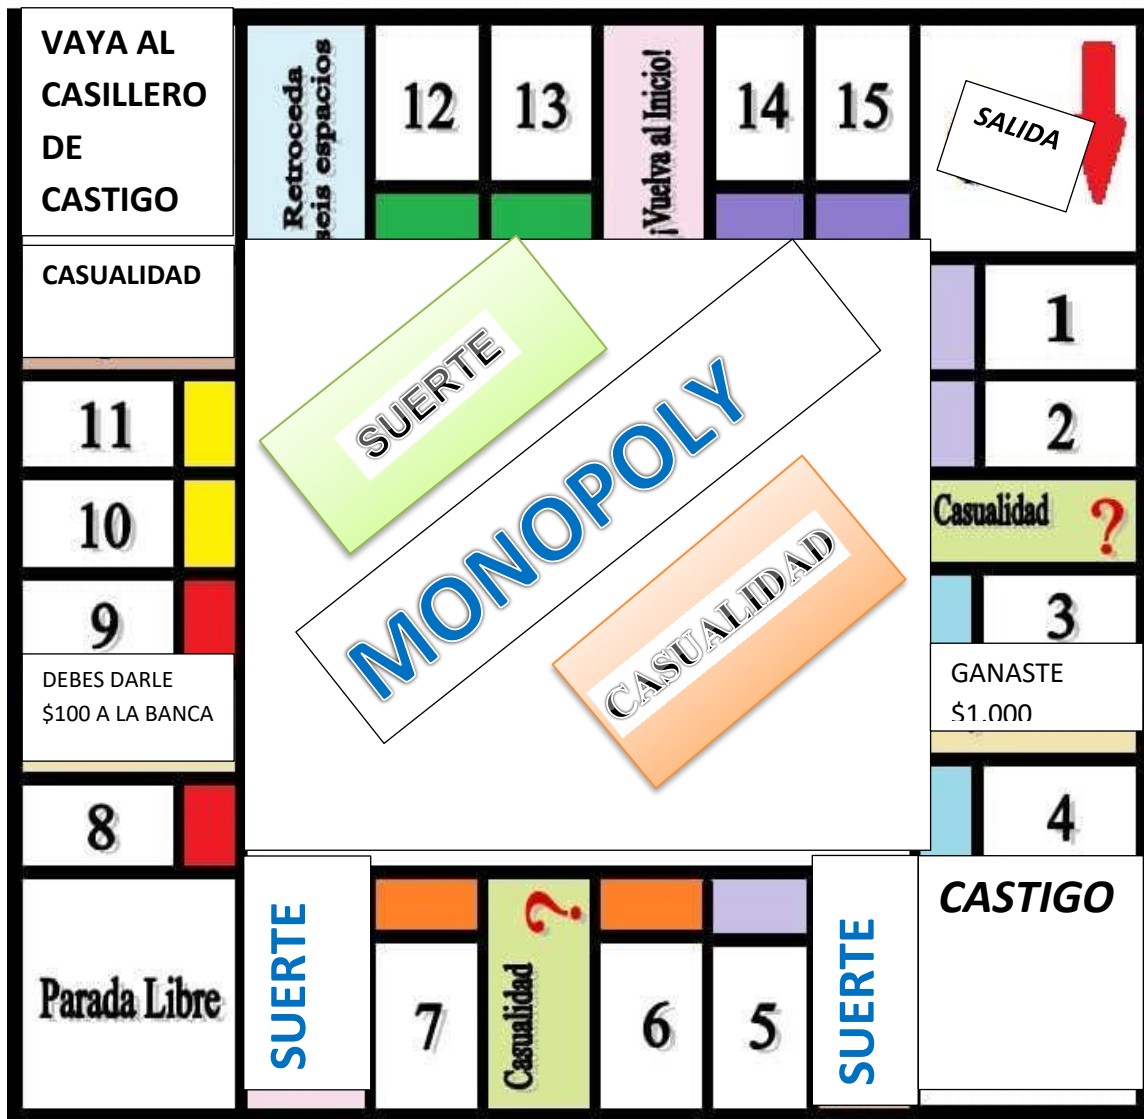 VAYA AL
CASILLERO
DE
CASTIGO
Retroceda
seis espacios
12
13
¡Vuelva al Inicio!
14
15
SALIDA
CASUALIDAD
11
10
9
DEBES DARLE
$100 A LA BANCA
8
SUERTE
MONOPOLY
CASUALIDAD
1
2
Casualidad ?
3
GANASTE
$1.000
4
Parada Libre
SUERTE
7
Casualidad ?
6
5
SUERTE
CASTIGO